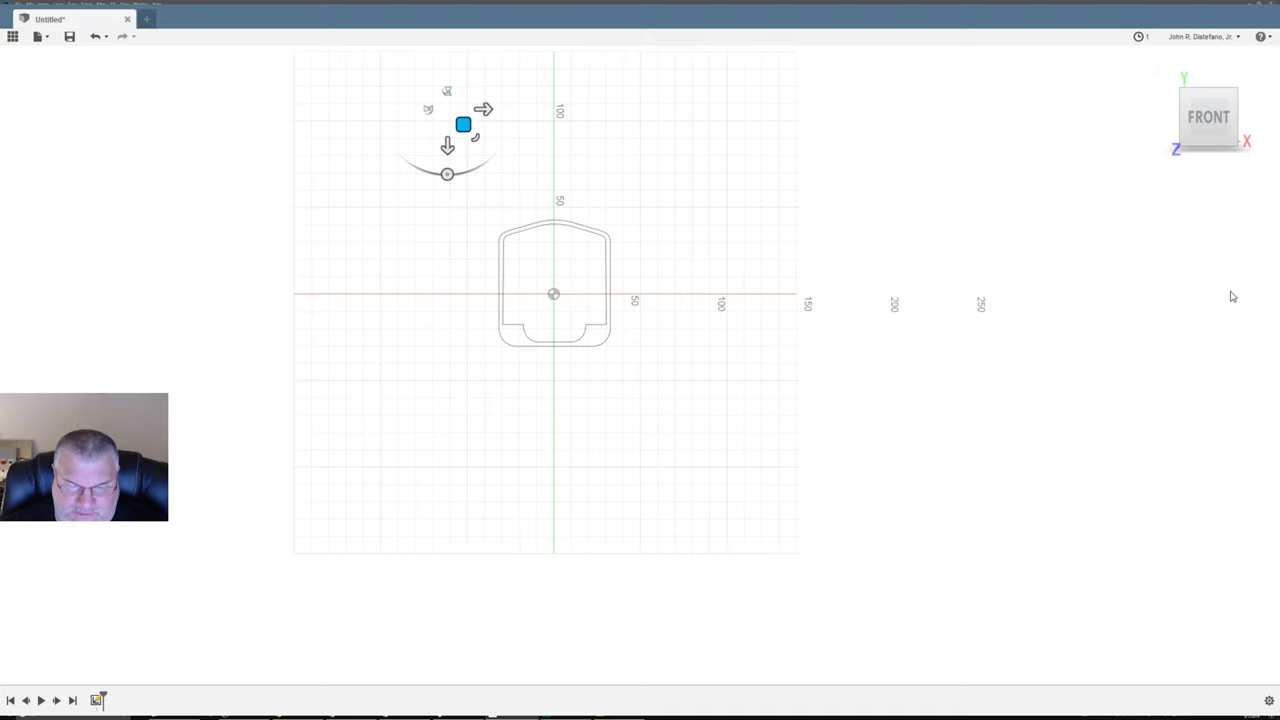 Untitled*
1
John R. Distefano, Jr.
Y
100
FRONT
X
Z
50
50
100
150
200
250